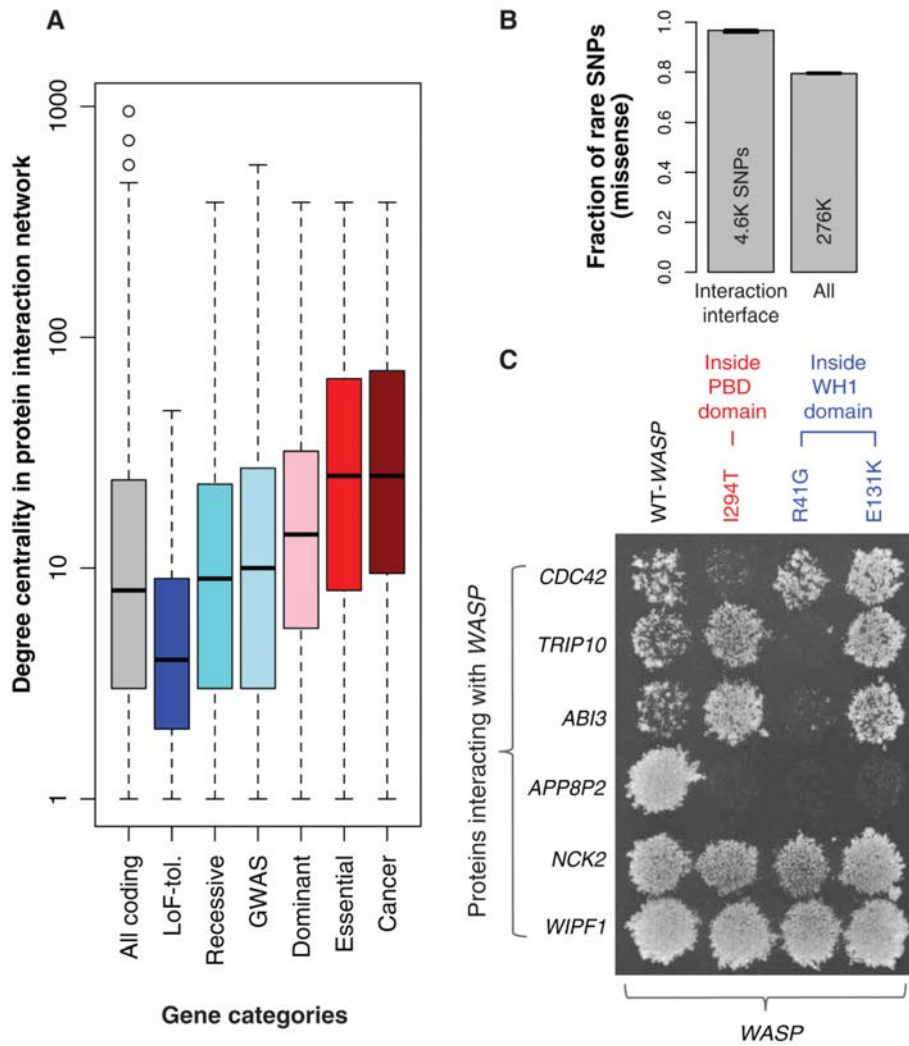 A
Degree centrality in protein interaction network
1000
100
10
1
All coding
LoF-tol.
Recessive
GWAS
Dominant
Essential
Cancer
Gene categories
B
Fraction of rare SNPs
(missense)
1.0
0.8
0.6
0.4
0.2
0.0
4.6K SNPs
276K
Interaction
interface
All
C
Inside
PBD
domain
Inside
WH1
domain
WT-WASP
I294T
R41G
E131K
Proteins interacting with WASP
CDC42
TRIP10
ABI3
APP8P2
NCK2
WIPF1
WASP